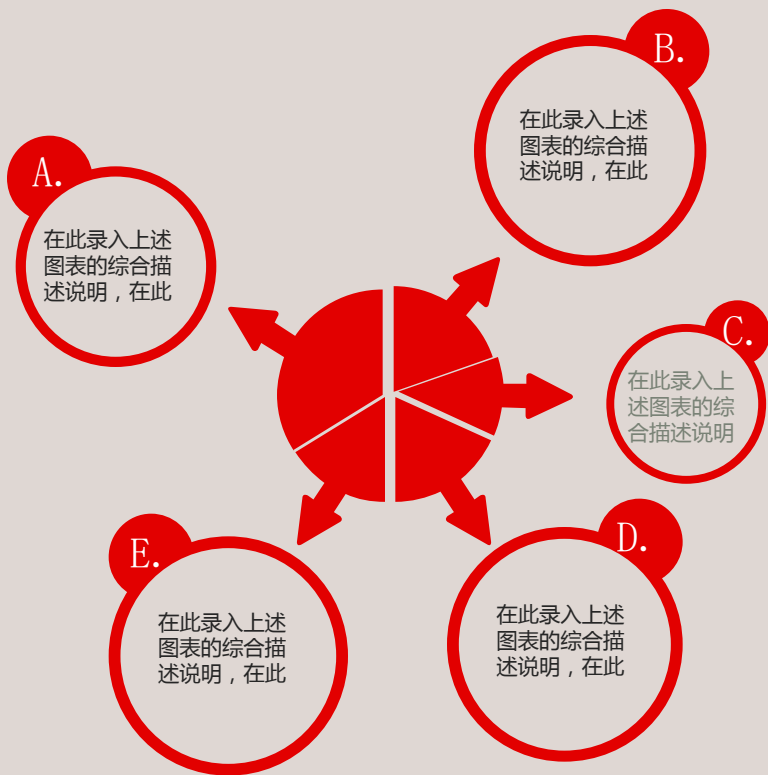 A.
在此录入上述
图表的综合描
述说明，在此
B.
在此录入上述
图表的综合描
述说明，在此
C.
在此录入上
述图表的综
合描述说明
D.
在此录入上述
图表的综合描
述说明，在此
E.
在此录入上述
图表的综合描
述说明，在此